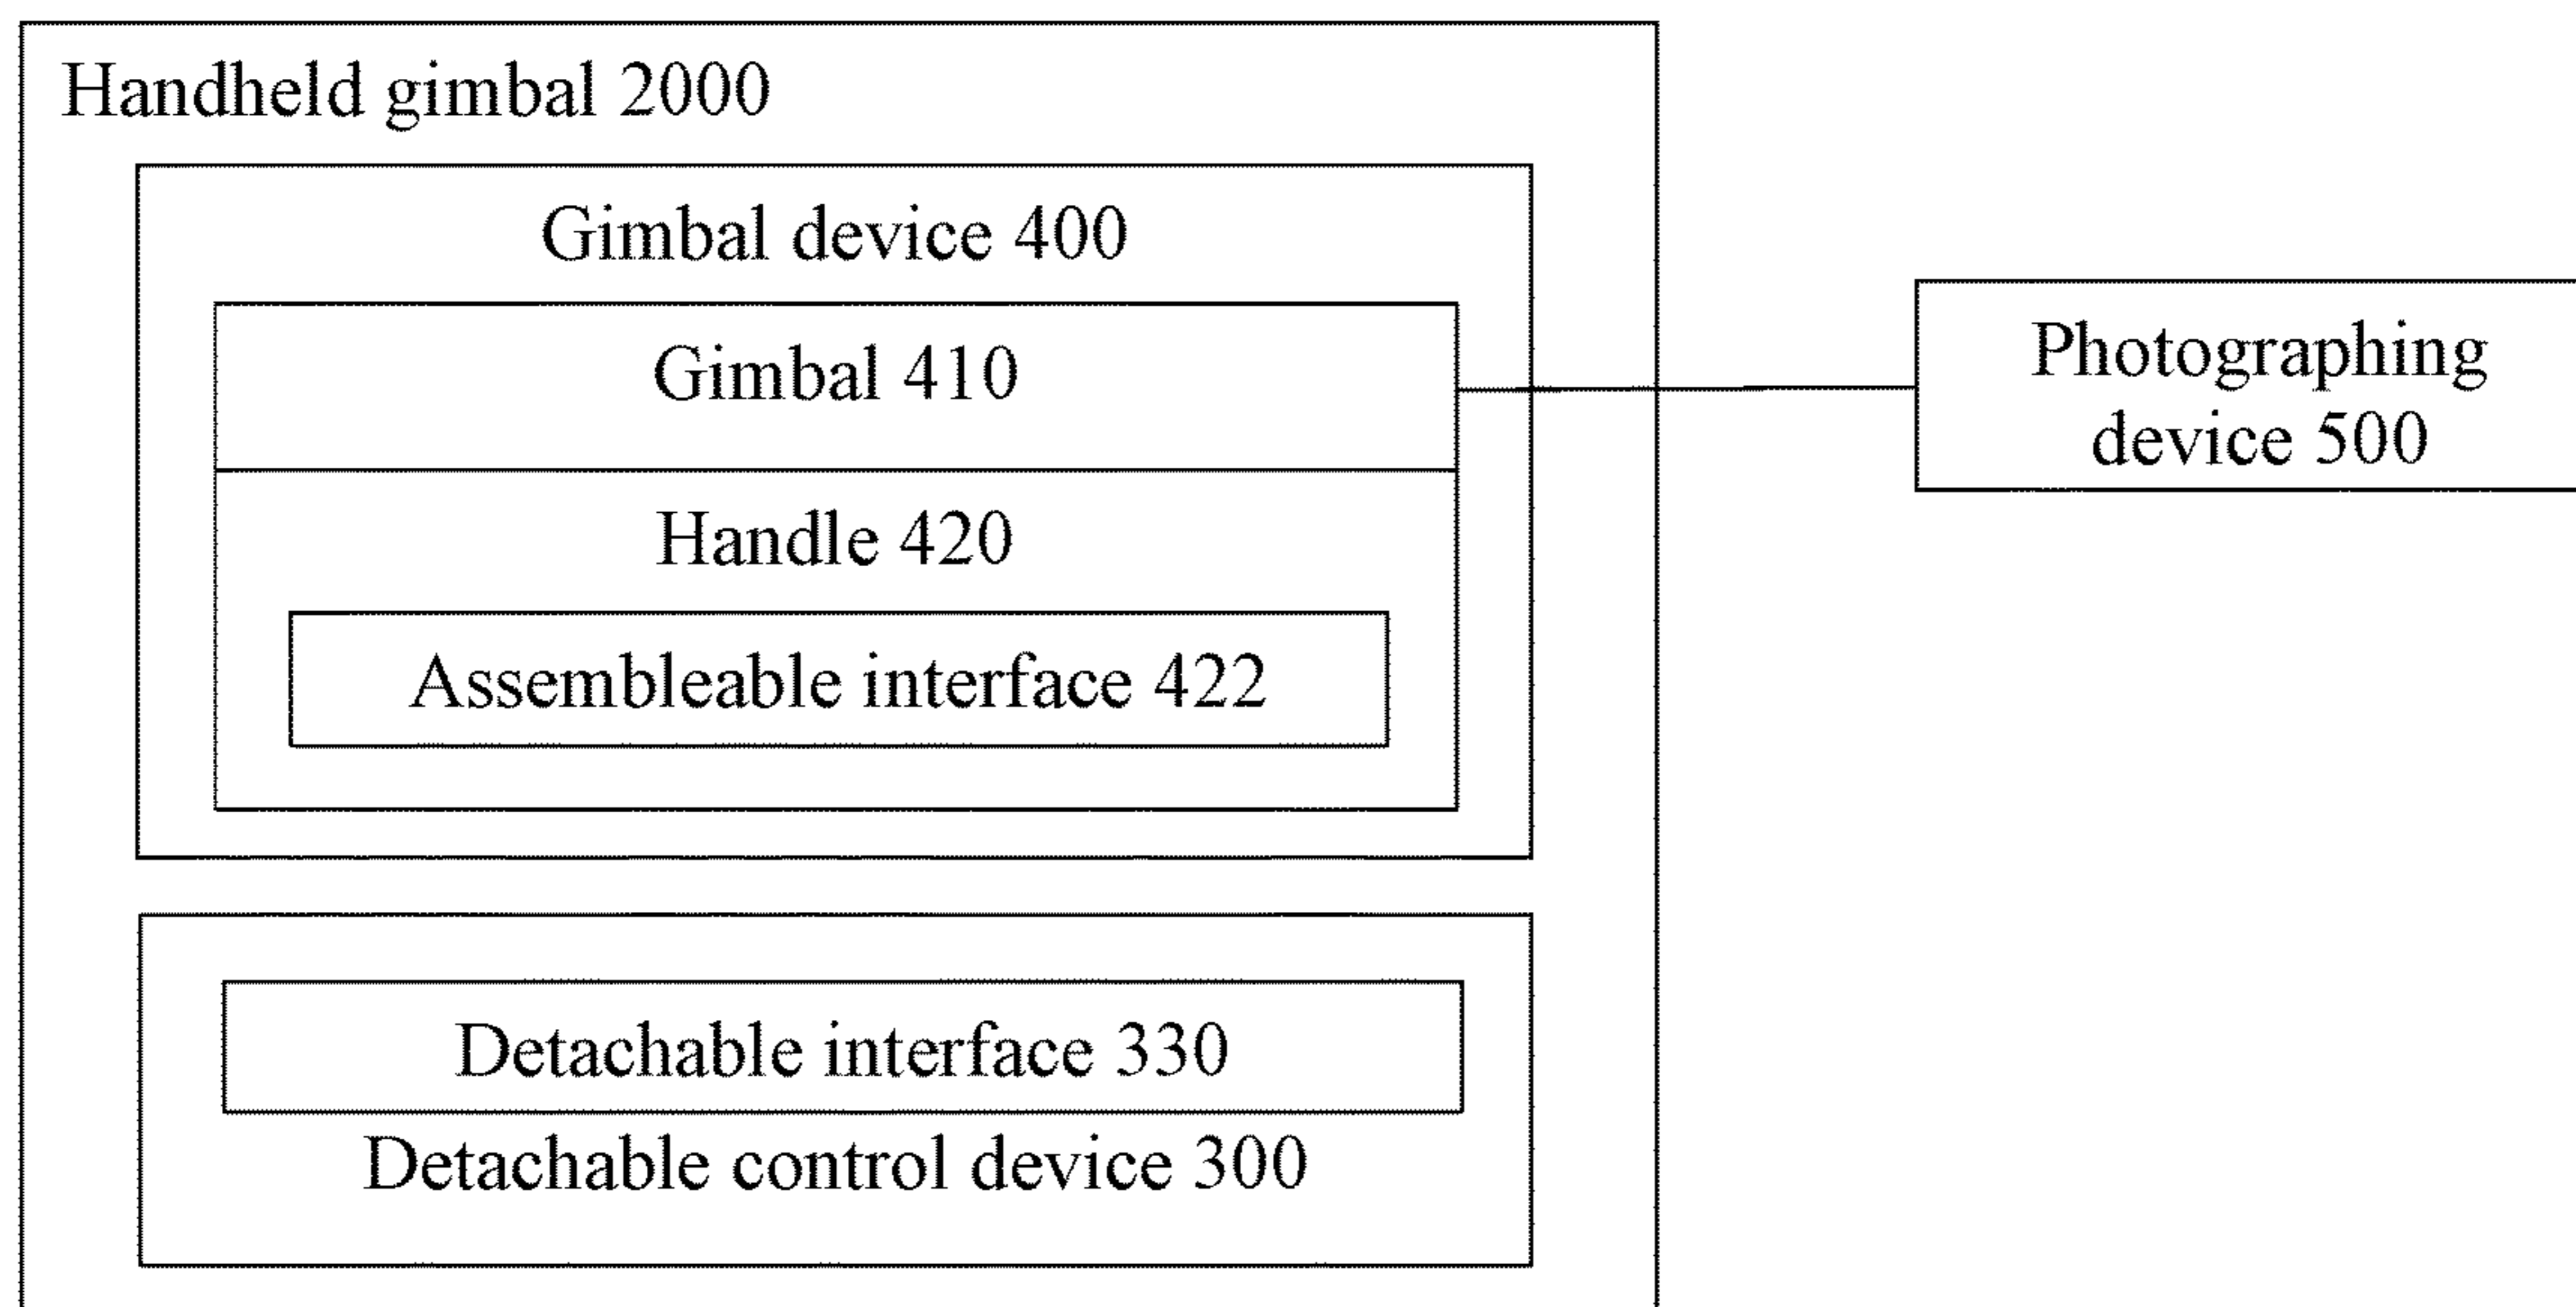 Handheld gimbal 2000
Gimbal device 400
Gimbal 410
Handle 420
Assembleable interface 422
Detachable interface 330
Detachable control device 300
Photographing
device 500